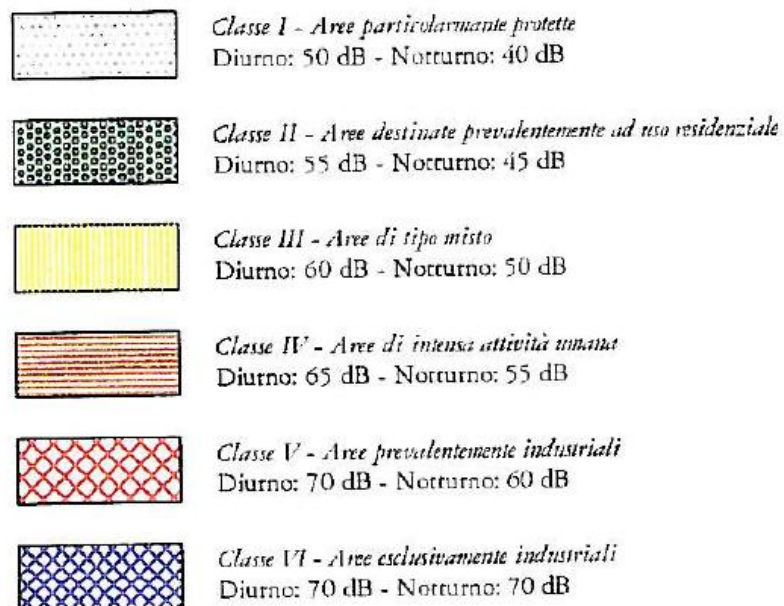 Classe I - Aree particolarmante protette
Diurno: 50 dB - Notturno: 40 dB
Classe II - Aree destinate prevalentemente ad uso residenziale
Diurno: 55 dB - Notturno: 45 dB
Classe III - Aree di tipo misto
Diurno: 60 dB - Notturno: 50 dB
Classe IV - Aree di intensa attività umana
Diurno: 65 dB - Notturno: 55 dB
Classe V - Aree prevalentemente industriali
Diurno: 70 dB - Notturno: 60 dB
Classe VI - Aree esclusivamente industriali
Diurno: 70 dB - Notturno: 70 dB